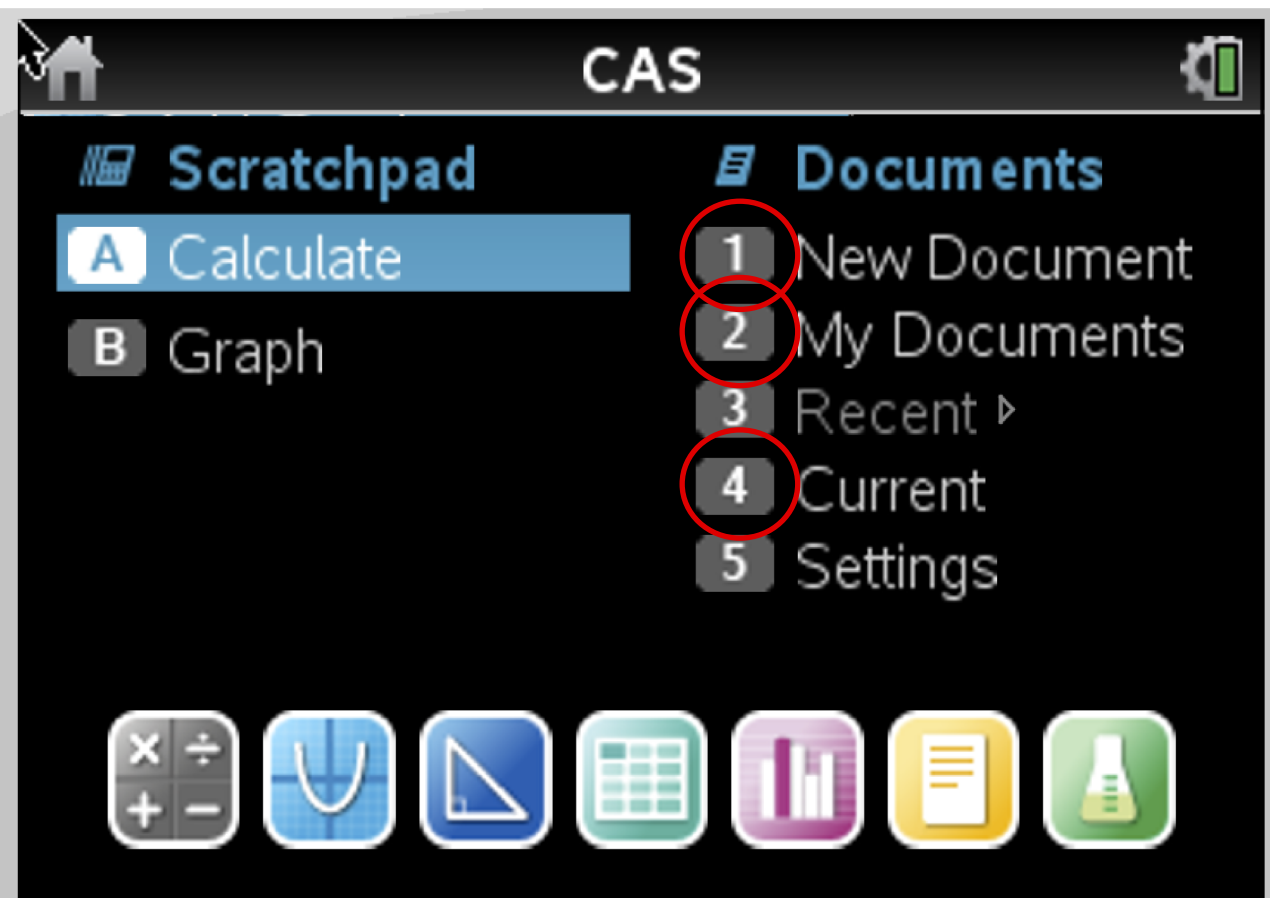 CAS
Scratchpad
A Calculate
B Graph
Documents
1 New Document
2 My Documents
3 Recent ▹
4 Current
5 Settings